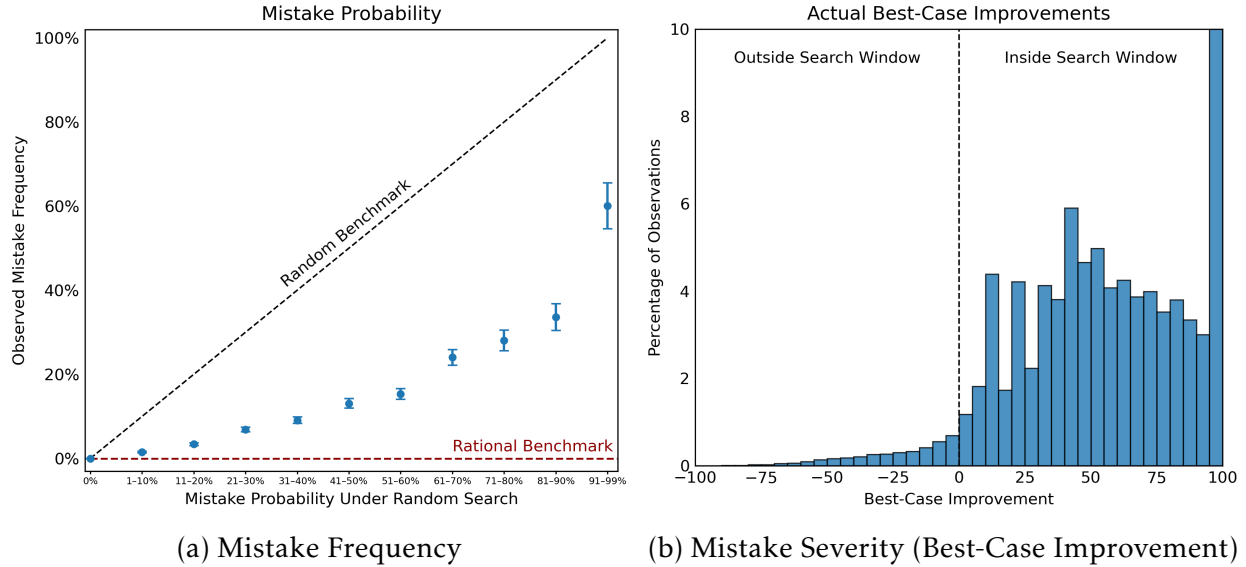 Mistake Probability
100%
80%
60%
40%
20%
0%
Observed Mistake Frequency
Random Benchmark
Rational Benchmark
0% 1-10% 11-20% 21-30% 31-40% 41-50% 51-60% 61-70% 71-80% 81-90% 91-99%
Mistake Probability Under Random Search
(a) Mistake Frequency
Actual Best-Case Improvements
10
8
6
4
2
0
Percentage of Observations
Outside Search Window
Inside Search Window
−100 −75 −50 −25 0 25 50 75 100
Best-Case Improvement
(b) Mistake Severity (Best-Case Improvement)